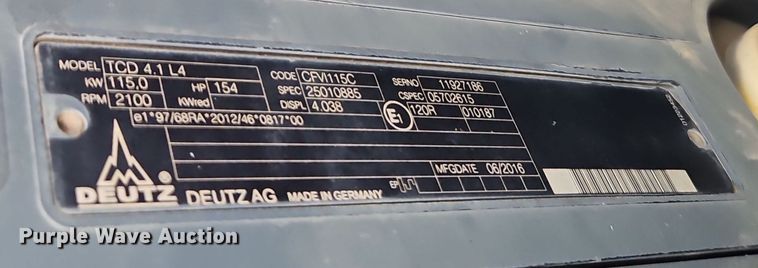 MODEL TCD 4.1 L4 CODE CFVI115C SERNO 11927186
KW 115,0 HP 154 SPEC 25010885 CSPEC 05702615
RPM 2100 KWred DISPL 4.038 E1 120R 010187
e1*97/68RA*2012/46*0817*00
EP MFGDATE 06/2016
DEUTZ® DEUTZ AG MADE IN GERMANY
Purple Wave Auction